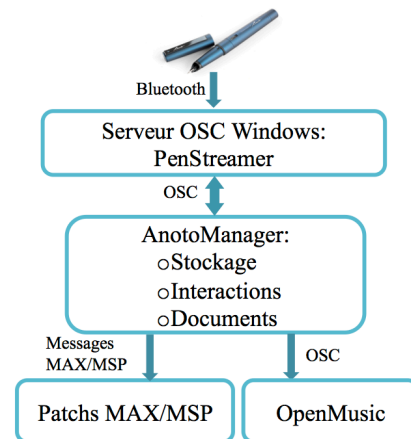 Bluetooth
Serveur OSC Windows:
PenStreamer
OSC
AnotoManager:
oStockage
oInteractions
oDocuments
Messages
MAX/MSP
OSC
Patchs MAX/MSP
OpenMusic